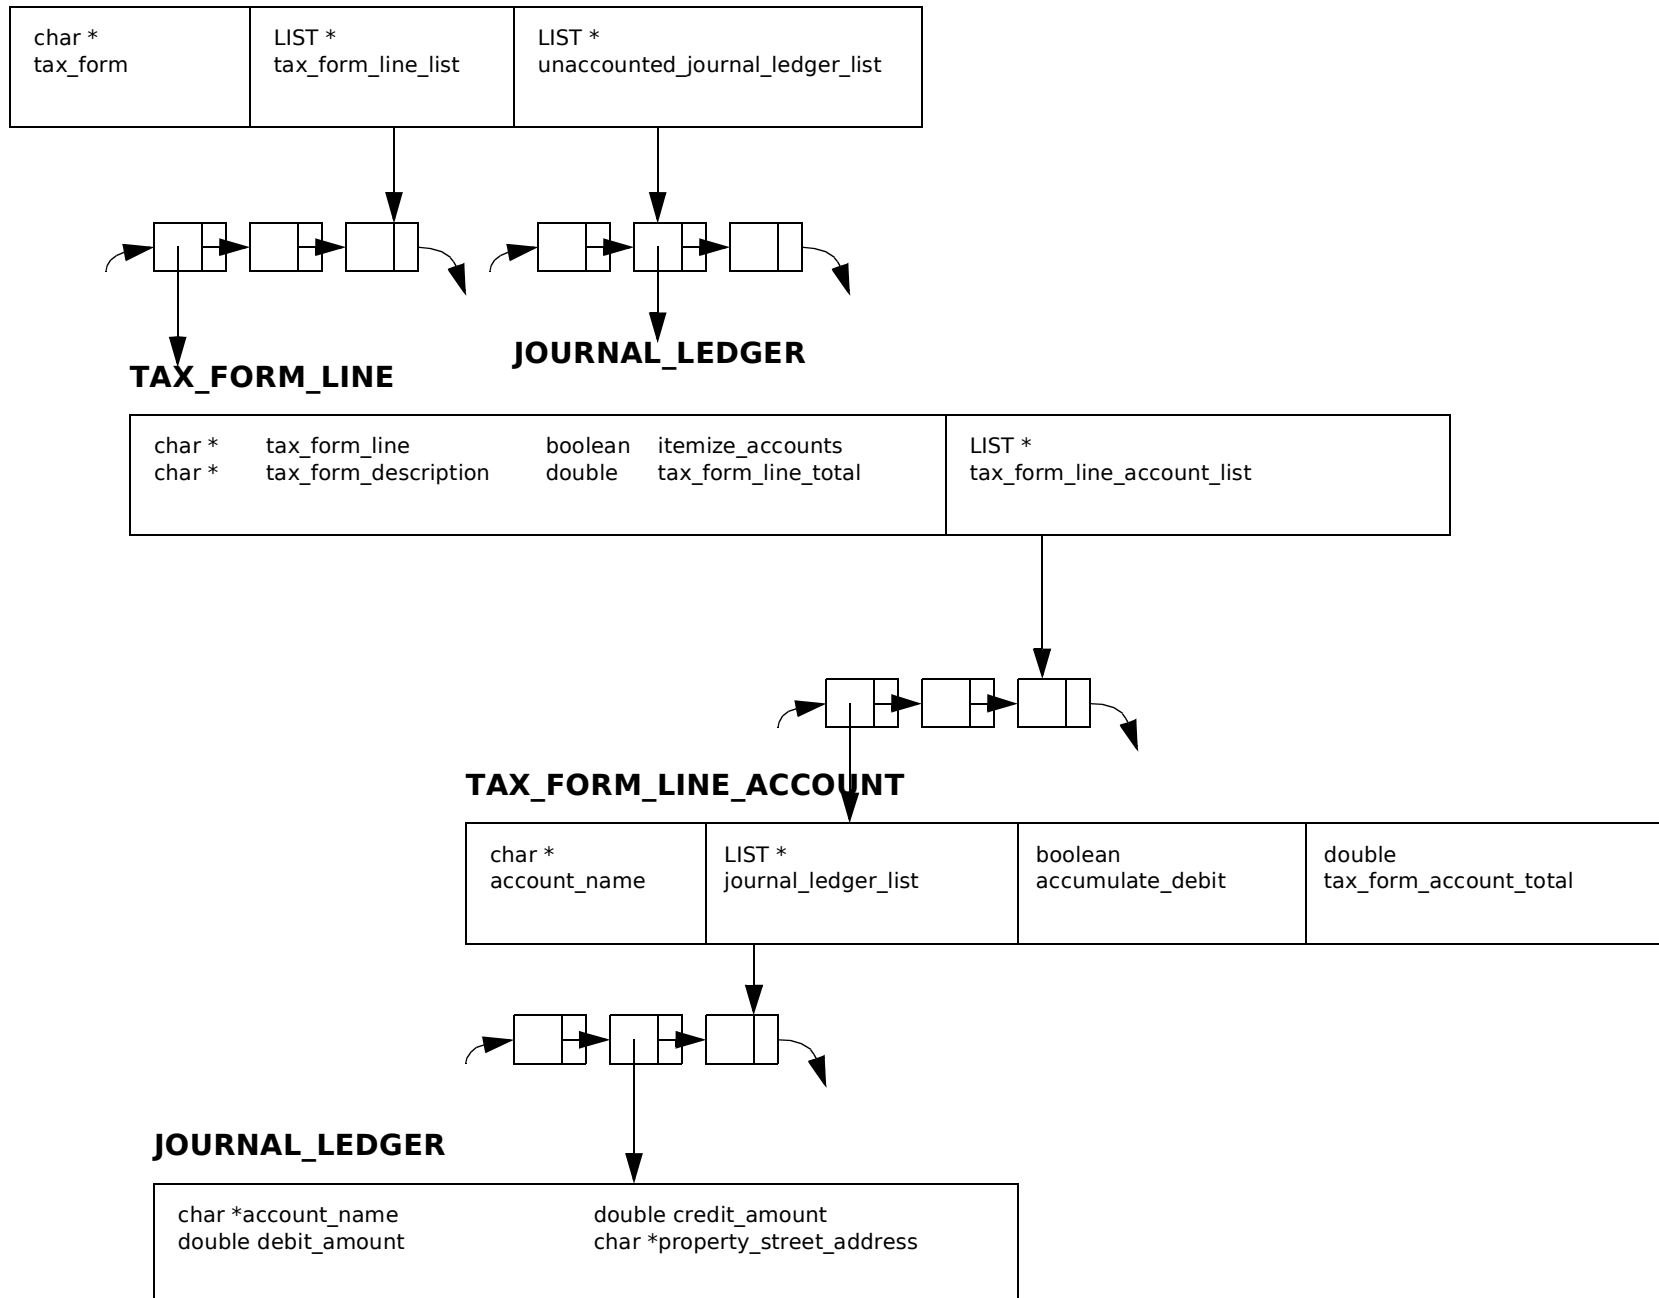 char *
tax_form
LIST *
tax_form_line_list
LIST *
unaccounted_journal_ledger_list
JOURNAL_LEDGER
TAX_FORM_LINE
char * tax_form_line boolean itemize_accounts
char * tax_form_description double tax_form_line_total
LIST *
tax_form_line_account_list
TAX_FORM_LINE_ACCOUNT
char *
account_name
LIST *
journal_ledger_list
boolean
accumulate_debit
double
tax_form_account_total
JOURNAL_LEDGER
char *account_name double credit_amount
double debit_amount char *property_street_address